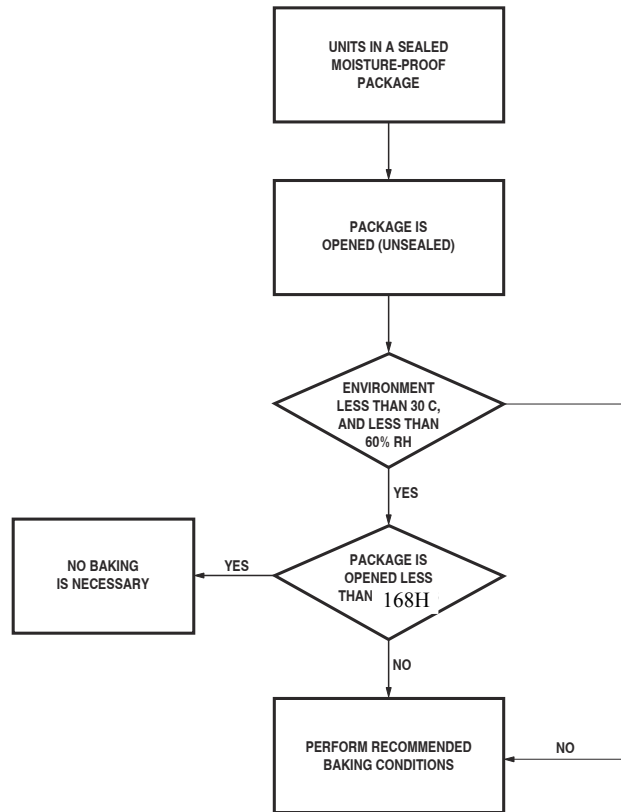 UNITS IN A SEALED
MOISTURE-PROOF
PACKAGE
PACKAGE IS
OPENED (UNSEALED)
ENVIRONMENT
LESS THAN 30 C,
AND LESS THAN
60% RH
YES
NO BAKING
IS NECESSARY
YES
PACKAGE IS
OPENED LESS
THAN 168H
NO
PERFORM RECOMMENDED
BAKING CONDITIONS
NO